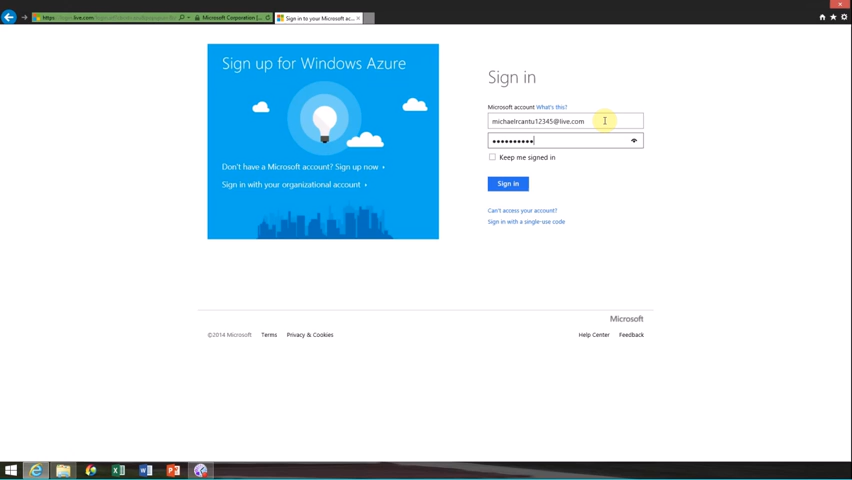 Microsoft Corporation
Sign in to your Microsoft ac...
Sign up for Windows Azure
Don't have a Microsoft account? Sign up now
Sign in with your organizational account
Sign in
Microsoft account What's this?
michaelrcantu12345@live.com
Keep me signed in
Sign in
Can't access your account?
Sign in with a single-use code
Microsoft
©2014 Microsoft Terms Privacy & Cookies Help Center Feedback